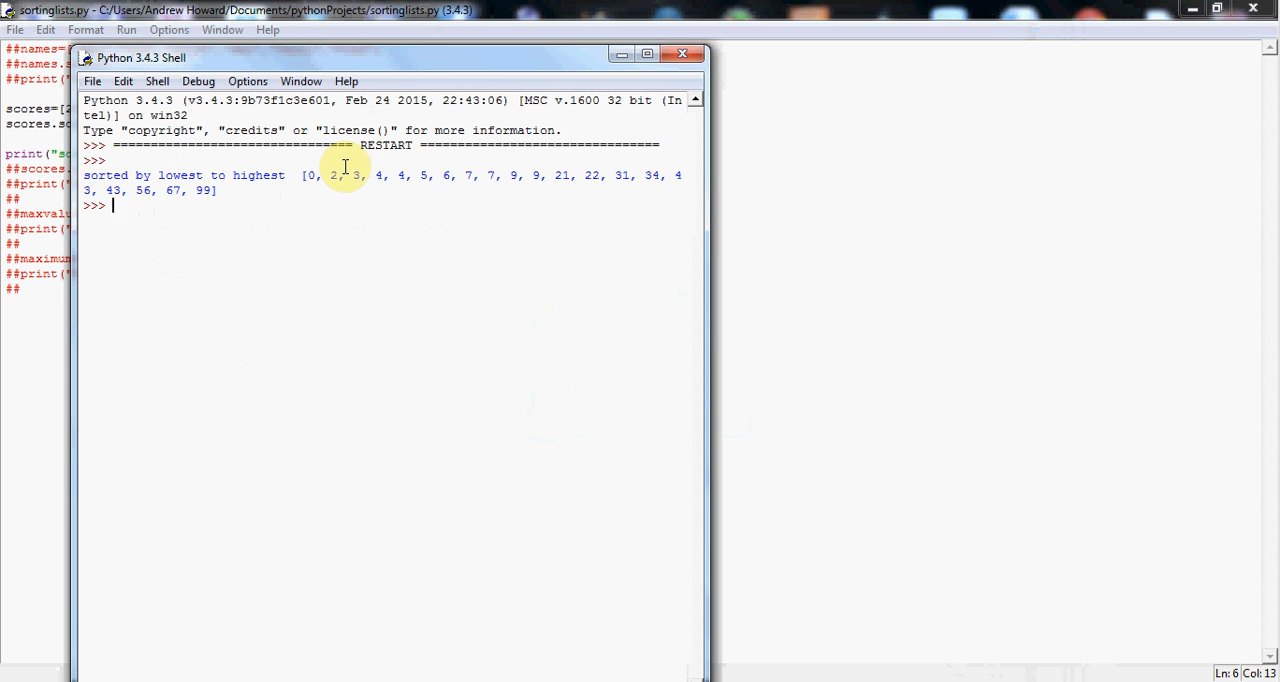 sortinglists.py - C:/Users/Andrew Howard/Documents/pythonProjects/sortinglists.py (3.4.3)
File Edit Format Run Options Window Help
##names=
##names.s
##print("
scores=[2
scores.so
print("so
##scores.
##print("
##
##maxvalu
##print("
##
##maximum
##print("
##
Python 3.4.3 Shell
File Edit Shell Debug Options Window Help
Python 3.4.3 (v3.4.3:9b73f1c3e601, Feb 24 2015, 22:43:06) [MSC v.1600 32 bit (In
tel)] on win32
Type "copyright", "credits" or "license()" for more information.
>>> ================================ RESTART ================================
>>>
sorted by lowest to highest  [0, 2, 3, 4, 4, 5, 6, 7, 7, 9, 9, 21, 22, 31, 34, 4
3, 43, 56, 67, 99]
>>>
Ln: 6 Col: 13